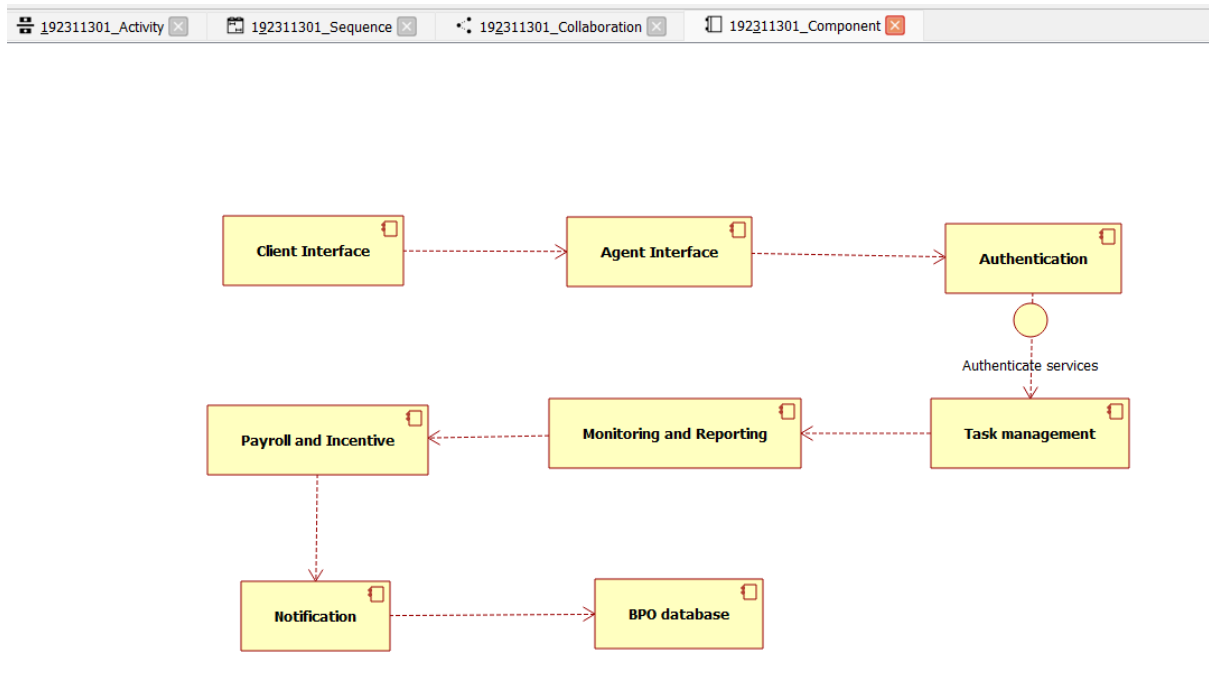 192311301_Activity
192311301_Sequence
192311301_Collaboration
192311301_Component
Client Interface
Agent Interface
Authentication
Authenticate services
Payroll and Incentive
Monitoring and Reporting
Task management
Notification
BPO database